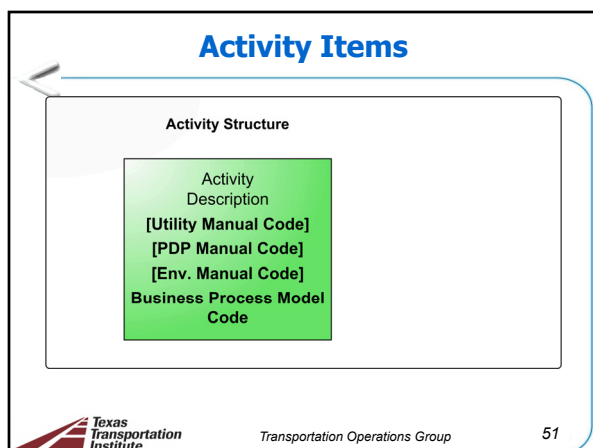 Activity Items
Activity Structure
Activity
Description
[Utility Manual Code]
[PDP Manual Code]
[Env. Manual Code]
Business Process Model
Code
Texas
Transportation
Institute
Transportation Operations Group
51